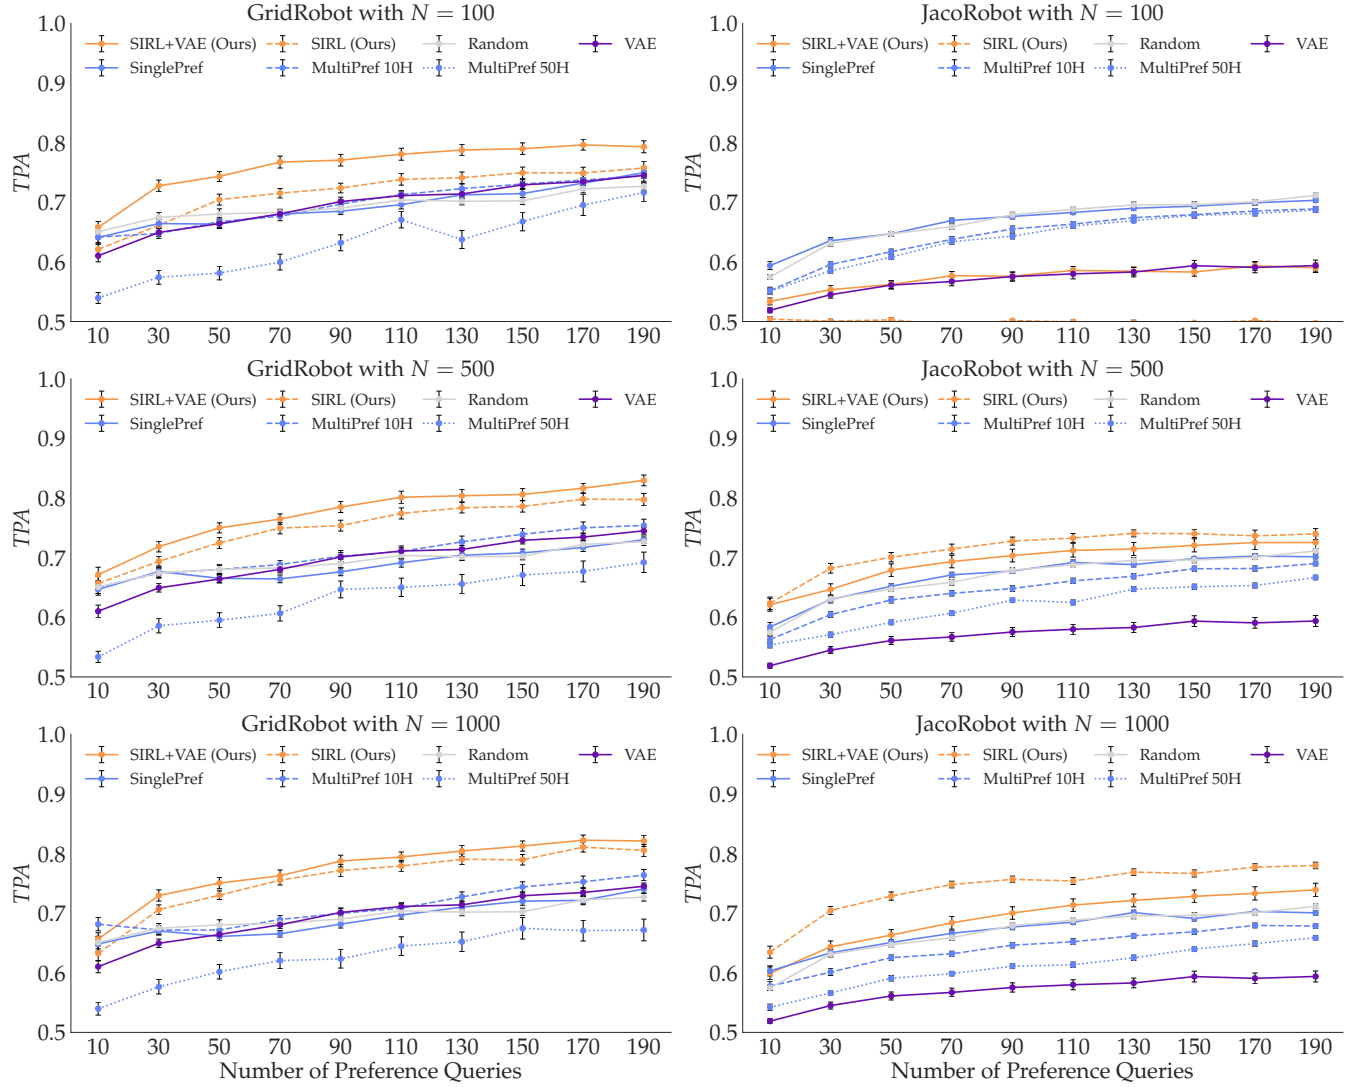 GridRobot with N = 100
1.0
SIRL+VAE (Ours) SIRL (Ours) Random VAE
SinglePref MultiPref 10H MultiPref 50H
0.9
0.8
TPA
0.7
0.6
0.5
10 30 50 70 90 110 130 150 170 190
JacoRobot with N = 100
1.0
SIRL+VAE (Ours) SIRL (Ours) Random VAE
SinglePref MultiPref 10H MultiPref 50H
0.9
0.8
TPA
0.7
0.6
0.5
10 30 50 70 90 110 130 150 170 190
GridRobot with N = 500
1.0
SIRL+VAE (Ours) SIRL (Ours) Random VAE
SinglePref MultiPref 10H MultiPref 50H
0.9
0.8
TPA
0.7
0.6
0.5
10 30 50 70 90 110 130 150 170 190
JacoRobot with N = 500
1.0
SIRL+VAE (Ours) SIRL (Ours) Random VAE
SinglePref MultiPref 10H MultiPref 50H
0.9
0.8
TPA
0.7
0.6
0.5
10 30 50 70 90 110 130 150 170 190
GridRobot with N = 1000
1.0
SIRL+VAE (Ours) SIRL (Ours) Random VAE
SinglePref MultiPref 10H MultiPref 50H
0.9
0.8
TPA
0.7
0.6
0.5
10 30 50 70 90 110 130 150 170 190
Number of Preference Queries
JacoRobot with N = 1000
1.0
SIRL+VAE (Ours) SIRL (Ours) Random VAE
SinglePref MultiPref 10H MultiPref 50H
0.9
0.8
TPA
0.7
0.6
0.5
10 30 50 70 90 110 130 150 170 190
Number of Preference Queries